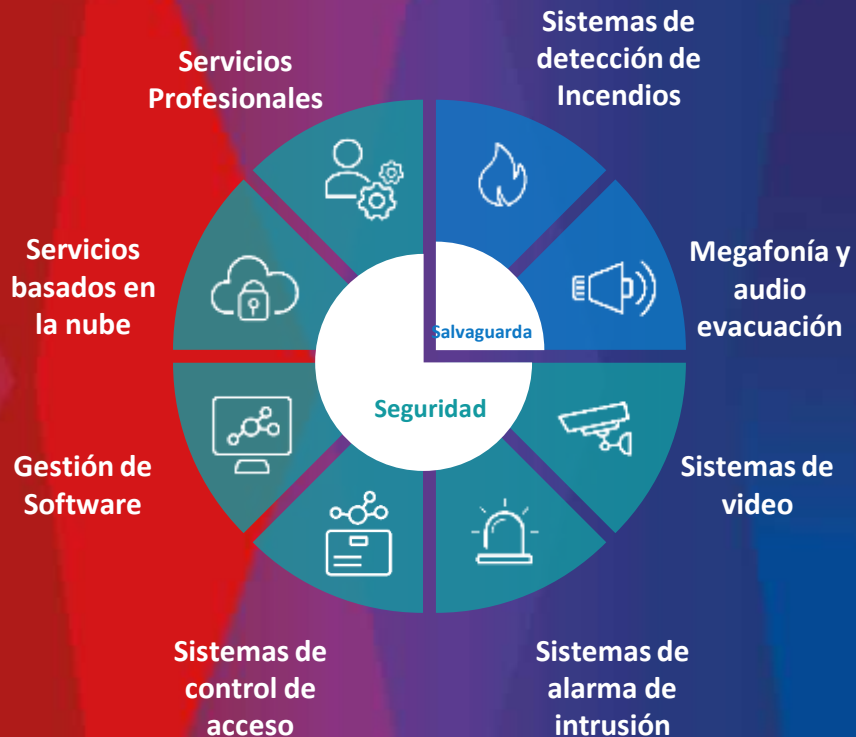 Sistemas de
detección de
Incendios
Servicios
Profesionales
Servicios
basados en
la nube
Megafonía y
audio
evacuación
Salvaguarda
Seguridad
Gestión de
Software
Sistemas de
video
Sistemas de
control de
acceso
Sistemas de
alarma de
intrusión